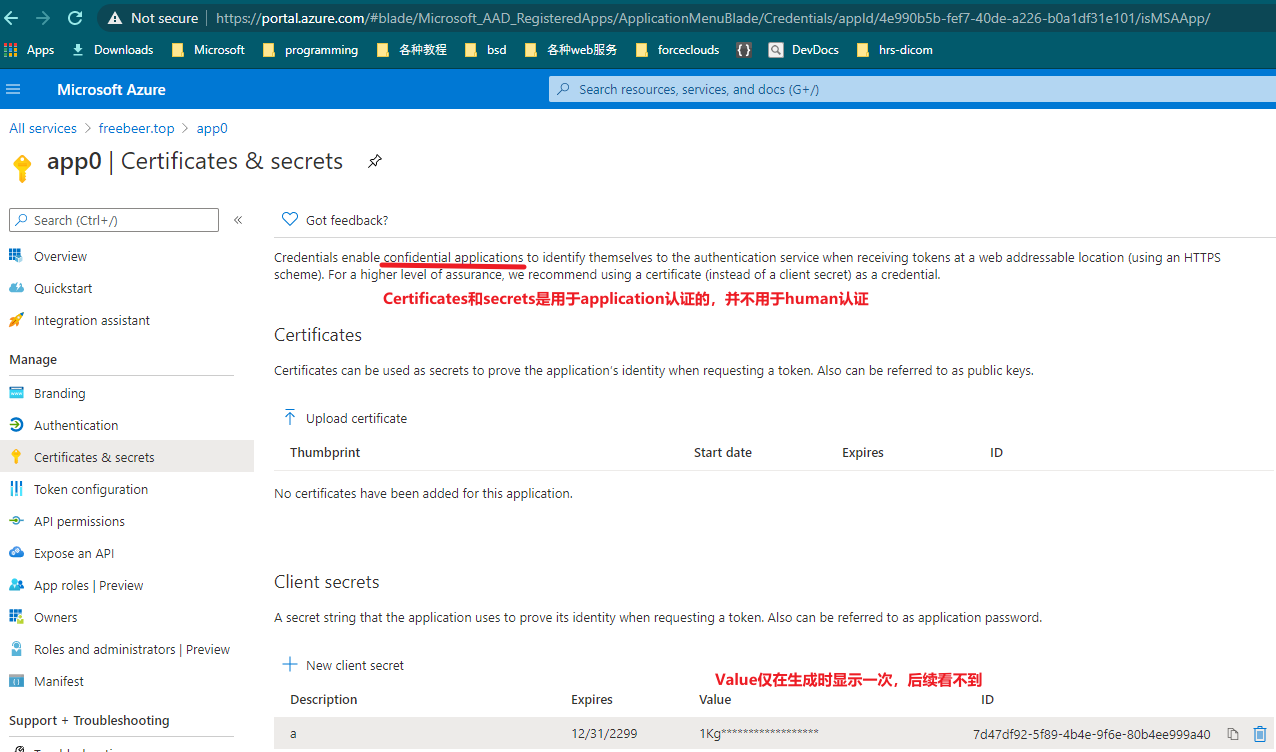 Not secure | https://portal.azure.com/#blade/Microsoft_AAD_RegisteredApps/ApplicationMenuBlade/Credentials/appId/4e990b5b-fef7-40de-a226-b0a1df31e101/isMSAApp/
Apps Downloads Microsoft programming 各种教程 bsd 各种web服务 forceclouds {} DevDocs hrs-dicom
Microsoft Azure
Search resources, services, and docs (G+/)
All services > freebeer.top > app0
app0 | Certificates & secrets
Search (Ctrl+/)
«
Overview
Quickstart
Integration assistant
Manage
Branding
Authentication
Certificates & secrets
Token configuration
API permissions
Expose an API
App roles | Preview
Owners
Roles and administrators | Preview
Manifest
Support + Troubleshooting
Got feedback?
Credentials enable confidential applications to identify themselves to the authentication service when receiving tokens at a web addressable location (using an HTTPS
scheme). For a higher level of assurance, we recommend using a certificate (instead of a client secret) as a credential.
Certificates和secrets是用于application认证的，并不用于human认证
Certificates
Certificates can be used as secrets to prove the application's identity when requesting a token. Also can be referred to as public keys.
Upload certificate
Thumbprint Start date Expires ID
No certificates have been added for this application.
Client secrets
A secret string that the application uses to prove its identity when requesting a token. Also can be referred to as application password.
New client secret
Value仅在生成时显示一次，后续看不到
Description Expires Value ID
a 12/31/2299 1Kg****************** 7d47df92-5f89-4b4e-9f6e-80b4ee999a40